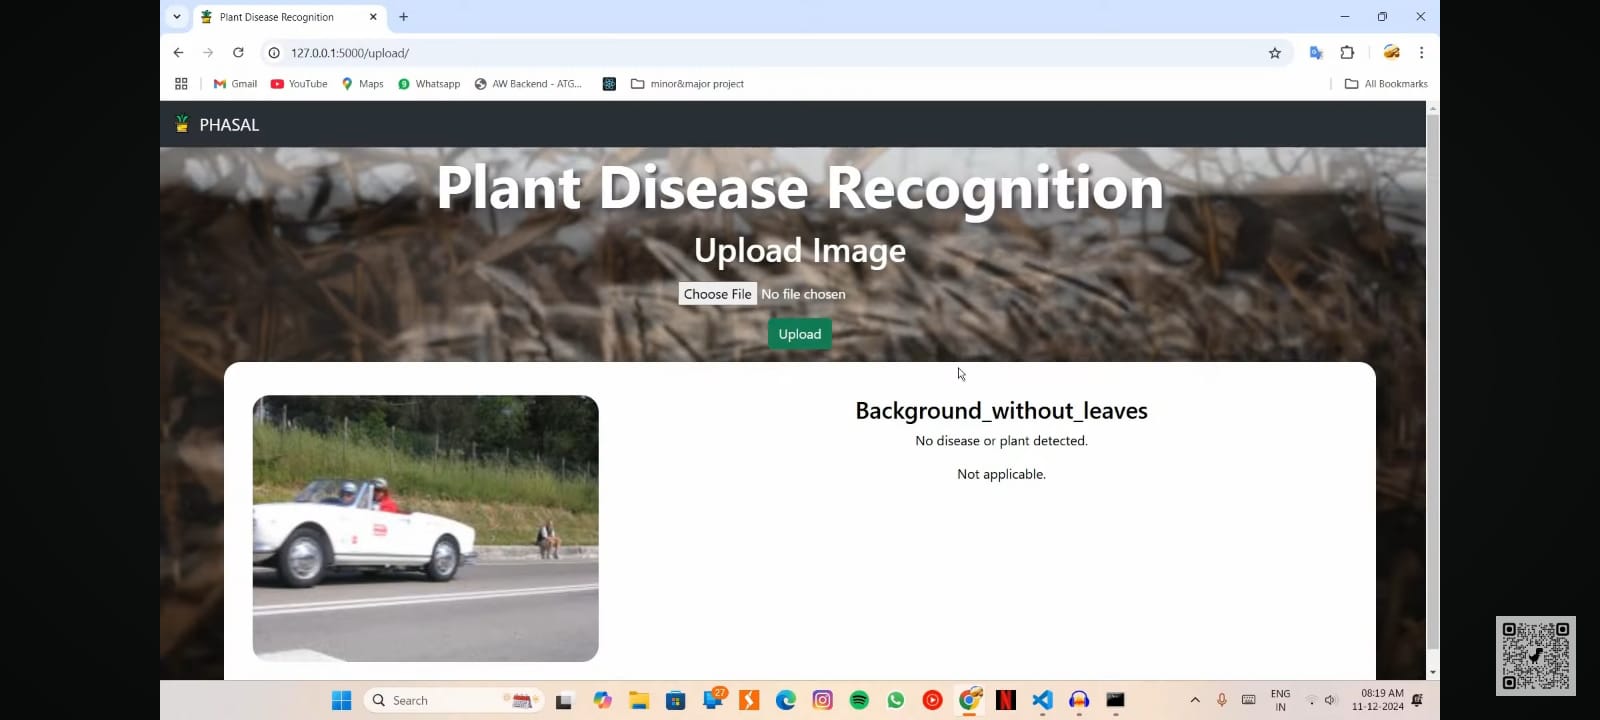 Plant Disease Recognition
127.0.0.1:5000/upload/
Gmail
YouTube
Maps
Whatsapp
AW Backend - ATG...
minor&major project
All Bookmarks
PHASAL
Plant Disease Recognition
Upload Image
Choose File No file chosen
Upload
Background_without_leaves
No disease or plant detected.
Not applicable.
Search
27
ENG
IN
08:19 AM
11-12-2024